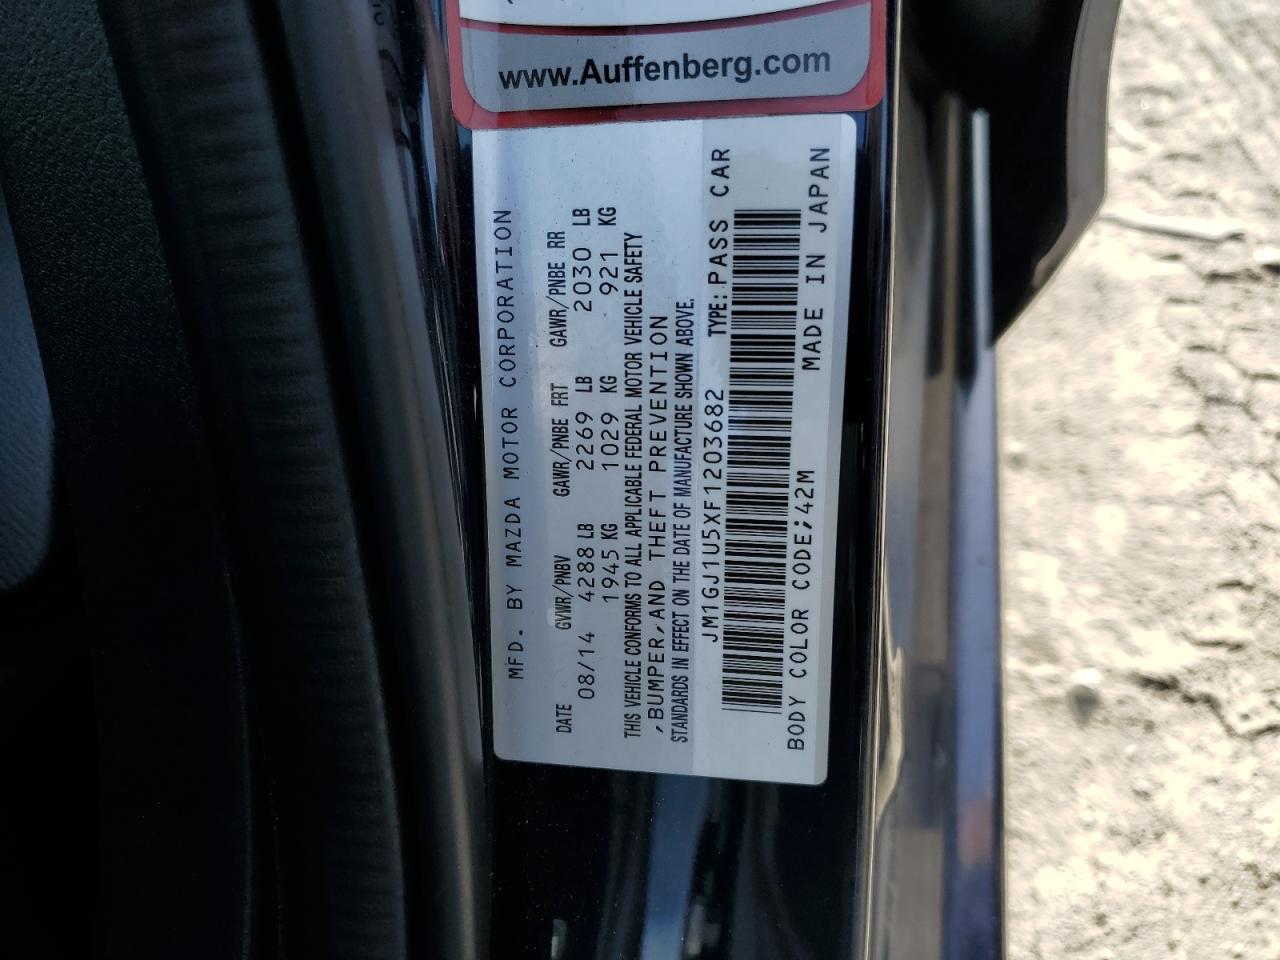 www.Auffenberg.com
MFD. BY MAZDA MOTOR CORPORATION
DATE GVWR/PNBV GAWR/PNBE FRT GAWR/PNBE RR
08/14 4288 LB 2269 LB 2030 LB
1945 KG 1029 KG 921 KG
THIS VEHICLE CONFORMS TO ALL APPLICABLE FEDERAL MOTOR VEHICLE SAFETY
,BUMPER,AND THEFT PREVENTION
STANDARDS IN EFFECT ON THE DATE OF MANUFACTURE SHOWN ABOVE.
JM1GJ1U5XF1203682 TYPE: PASS CAR
BODY COLOR CODE;42M MADE IN JAPAN